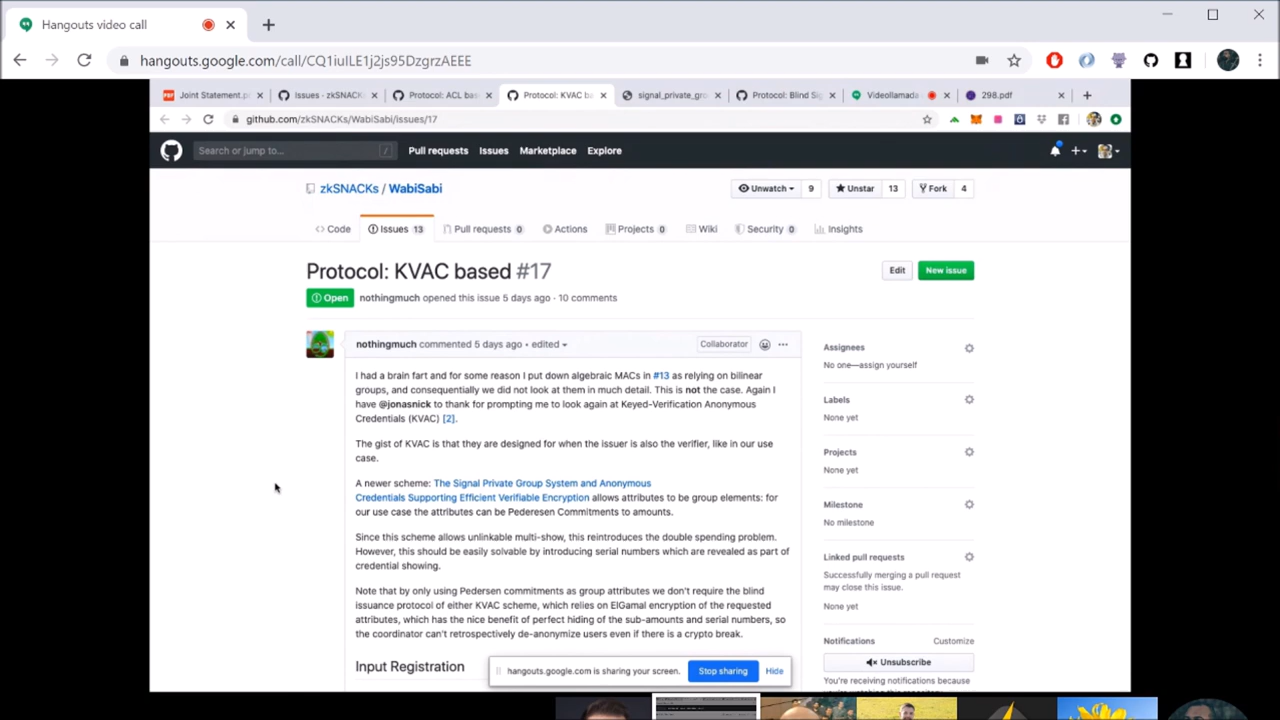 Hangouts video call
hangouts.google.com/call/CQ1iuILE1j2js95DzgrzAEEE
Joint Statement.p
Issues · zkSNACKs
Protocol: ACL bas
Protocol: KVAC ba
signal_private_gro
Protocol: Blind Sig
Videollamada
298.pdf
github.com/zkSNACKs/WabiSabi/issues/17
Search or jump to...
/
Pull requests
Issues
Marketplace
Explore
zkSNACKs / WabiSabi
Unwatch 9
Unstar 13
Fork 4
Code
Issues 13
Pull requests 0
Actions
Projects 0
Wiki
Security 0
Insights
Protocol: KVAC based #17
Edit
New issue
Open
nothingmuch opened this issue 5 days ago · 10 comments
nothingmuch commented 5 days ago • edited
Collaborator
I had a brain fart and for some reason I put down algebraic MACs in #13 as relying on bilinear
groups, and consequentially we did not look at them in much detail. This is not the case. Again I
have @jonasnick to thank for prompting me to look again at Keyed-Verification Anonymous
Credentials (KVAC) [2].
The gist of KVAC is that they are designed for when the issuer is also the verifier, like in our use
case.
A newer scheme: The Signal Private Group System and Anonymous
Credentials Supporting Efficient Verifiable Encryption allows attributes to be group elements: for
our use case the attributes can be Pederesen Commitments to amounts.
Since this scheme allows unlinkable multi-show, this reintroduces the double spending problem.
However, this should be easily solvable by introducing serial numbers which are revealed as part of
credential showing.
Note that by only using Pedersen commitments as group attributes we don't require the blind
issuance protocol of either KVAC scheme, which relies on ElGamal encryption of the requested
attributes, which has the nice benefit of perfect hiding of the sub-amounts and serial numbers, so
the coordinator can't retrospectively de-anonymize users even if there is a crypto break.
Input Registration
Assignees
No one—assign yourself
Labels
None yet
Projects
None yet
Milestone
No milestone
Linked pull requests
Successfully merging a pull request
may close this issue.
None yet
Notifications
Customize
Unsubscribe
You're receiving notifications because
hangouts.google.com is sharing your screen.
Stop sharing
Hide